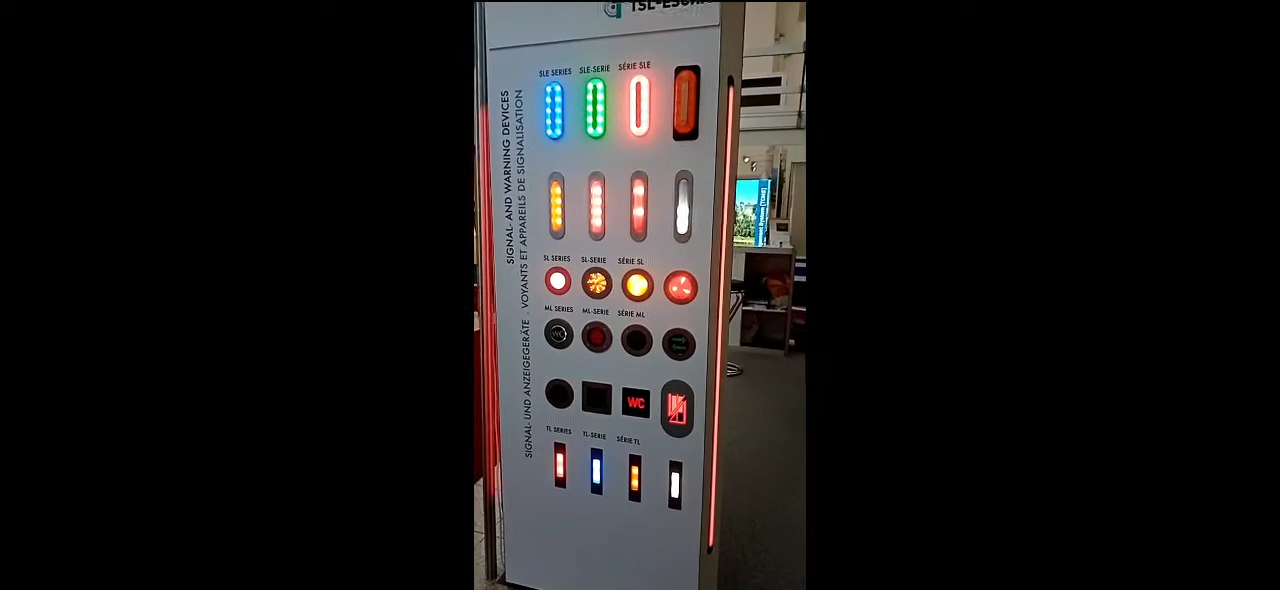 TSL-ESCHA
SLE SERIES SLE-SERIE SÉRIE SLE
SIGNAL- AND WARNING DEVICES
SIGNAL- UND ANZEIGEGERÄTE . VOYANTS ET APPAREILS DE SIGNALISATION
SL SERIES SL-SERIE SÉRIE SL
ML SERIES ML-SERIE SÉRIE ML
WC
WC
TL SERIES TL-SERIE SÉRIE TL